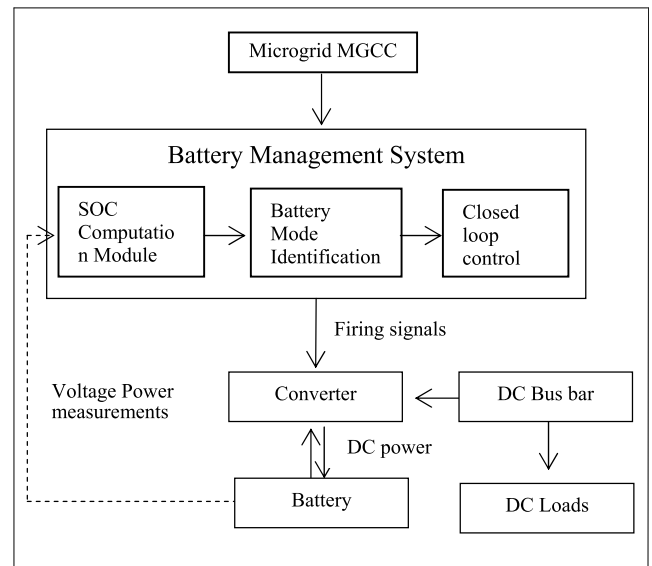 Microgrid MGCC
Battery Management System
SOC
Computatio
n Module
Battery
Mode
Identification
Closed
loop
control
Firing signals
Voltage Power
measurements
Converter
DC Bus bar
DC power
Battery
DC Loads